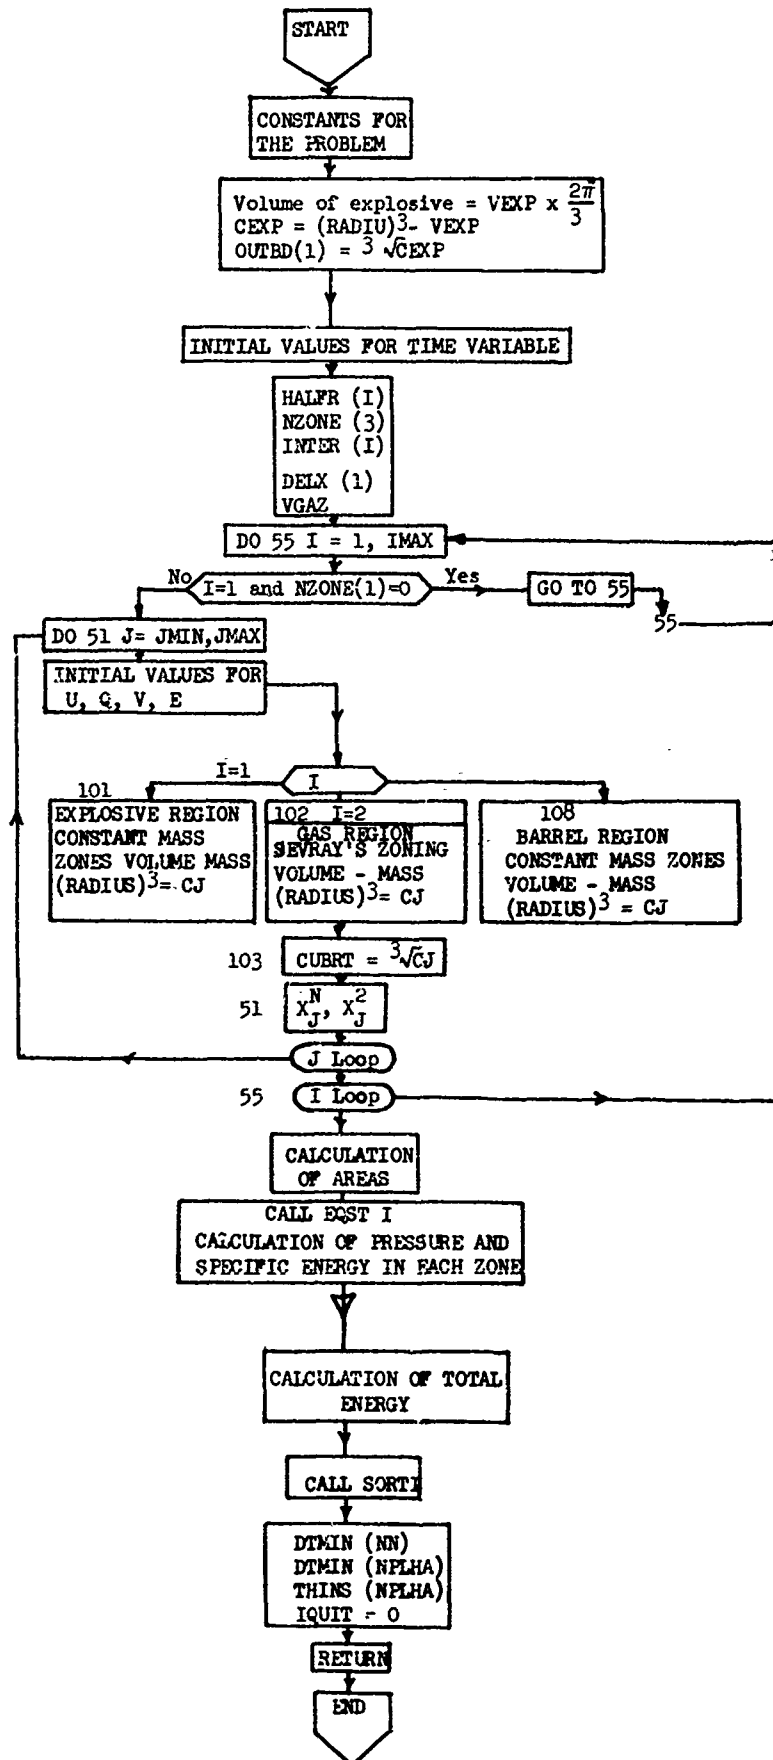 START
CONSTANTS FOR
THE PROBLEM
Volume of explosive = VEXP x 2π/3
CEXP = (RADIU)³- VEXP
OUTBD(1) = ³√CEXP
INITIAL VALUES FOR TIME VARIABLE
HALFR (I)
NZONE (3)
INTER (I)
DELX (1)
VGAZ
DO 55 I = 1, IMAX
No
I=1 and NZONE(1)=0
Yes
GO TO 55
55
DO 51 J= JMIN,JMAX
INITIAL VALUES FOR
U, Q, V, E
I=1
I
101
EXPLOSIVE REGION
CONSTANT MASS
ZONES VOLUME MASS
(RADIUS)³= CJ
102 I=2
GAS REGION
SEVRAY'S ZONING
VOLUME - MASS
(RADIUS)³= CJ
108
BARREL REGION
CONSTANT MASS ZONES
VOLUME - MASS
(RADIUS)³ = CJ
103
CUBRT = ³√CJ
51
X_J^N, X_J^2
J Loop
55
I Loop
CALCULATION
OF AREAS
CALL EQST I
CALCULATION OF PRESSURE AND
SPECIFIC ENERGY IN EACH ZONE
CALCULATION OF TOTAL
ENERGY
CALL SORTI
DTMIN (NN)
DTMIN (NPLHA)
THINS (NPLHA)
IQUIT = 0
RETURN
END